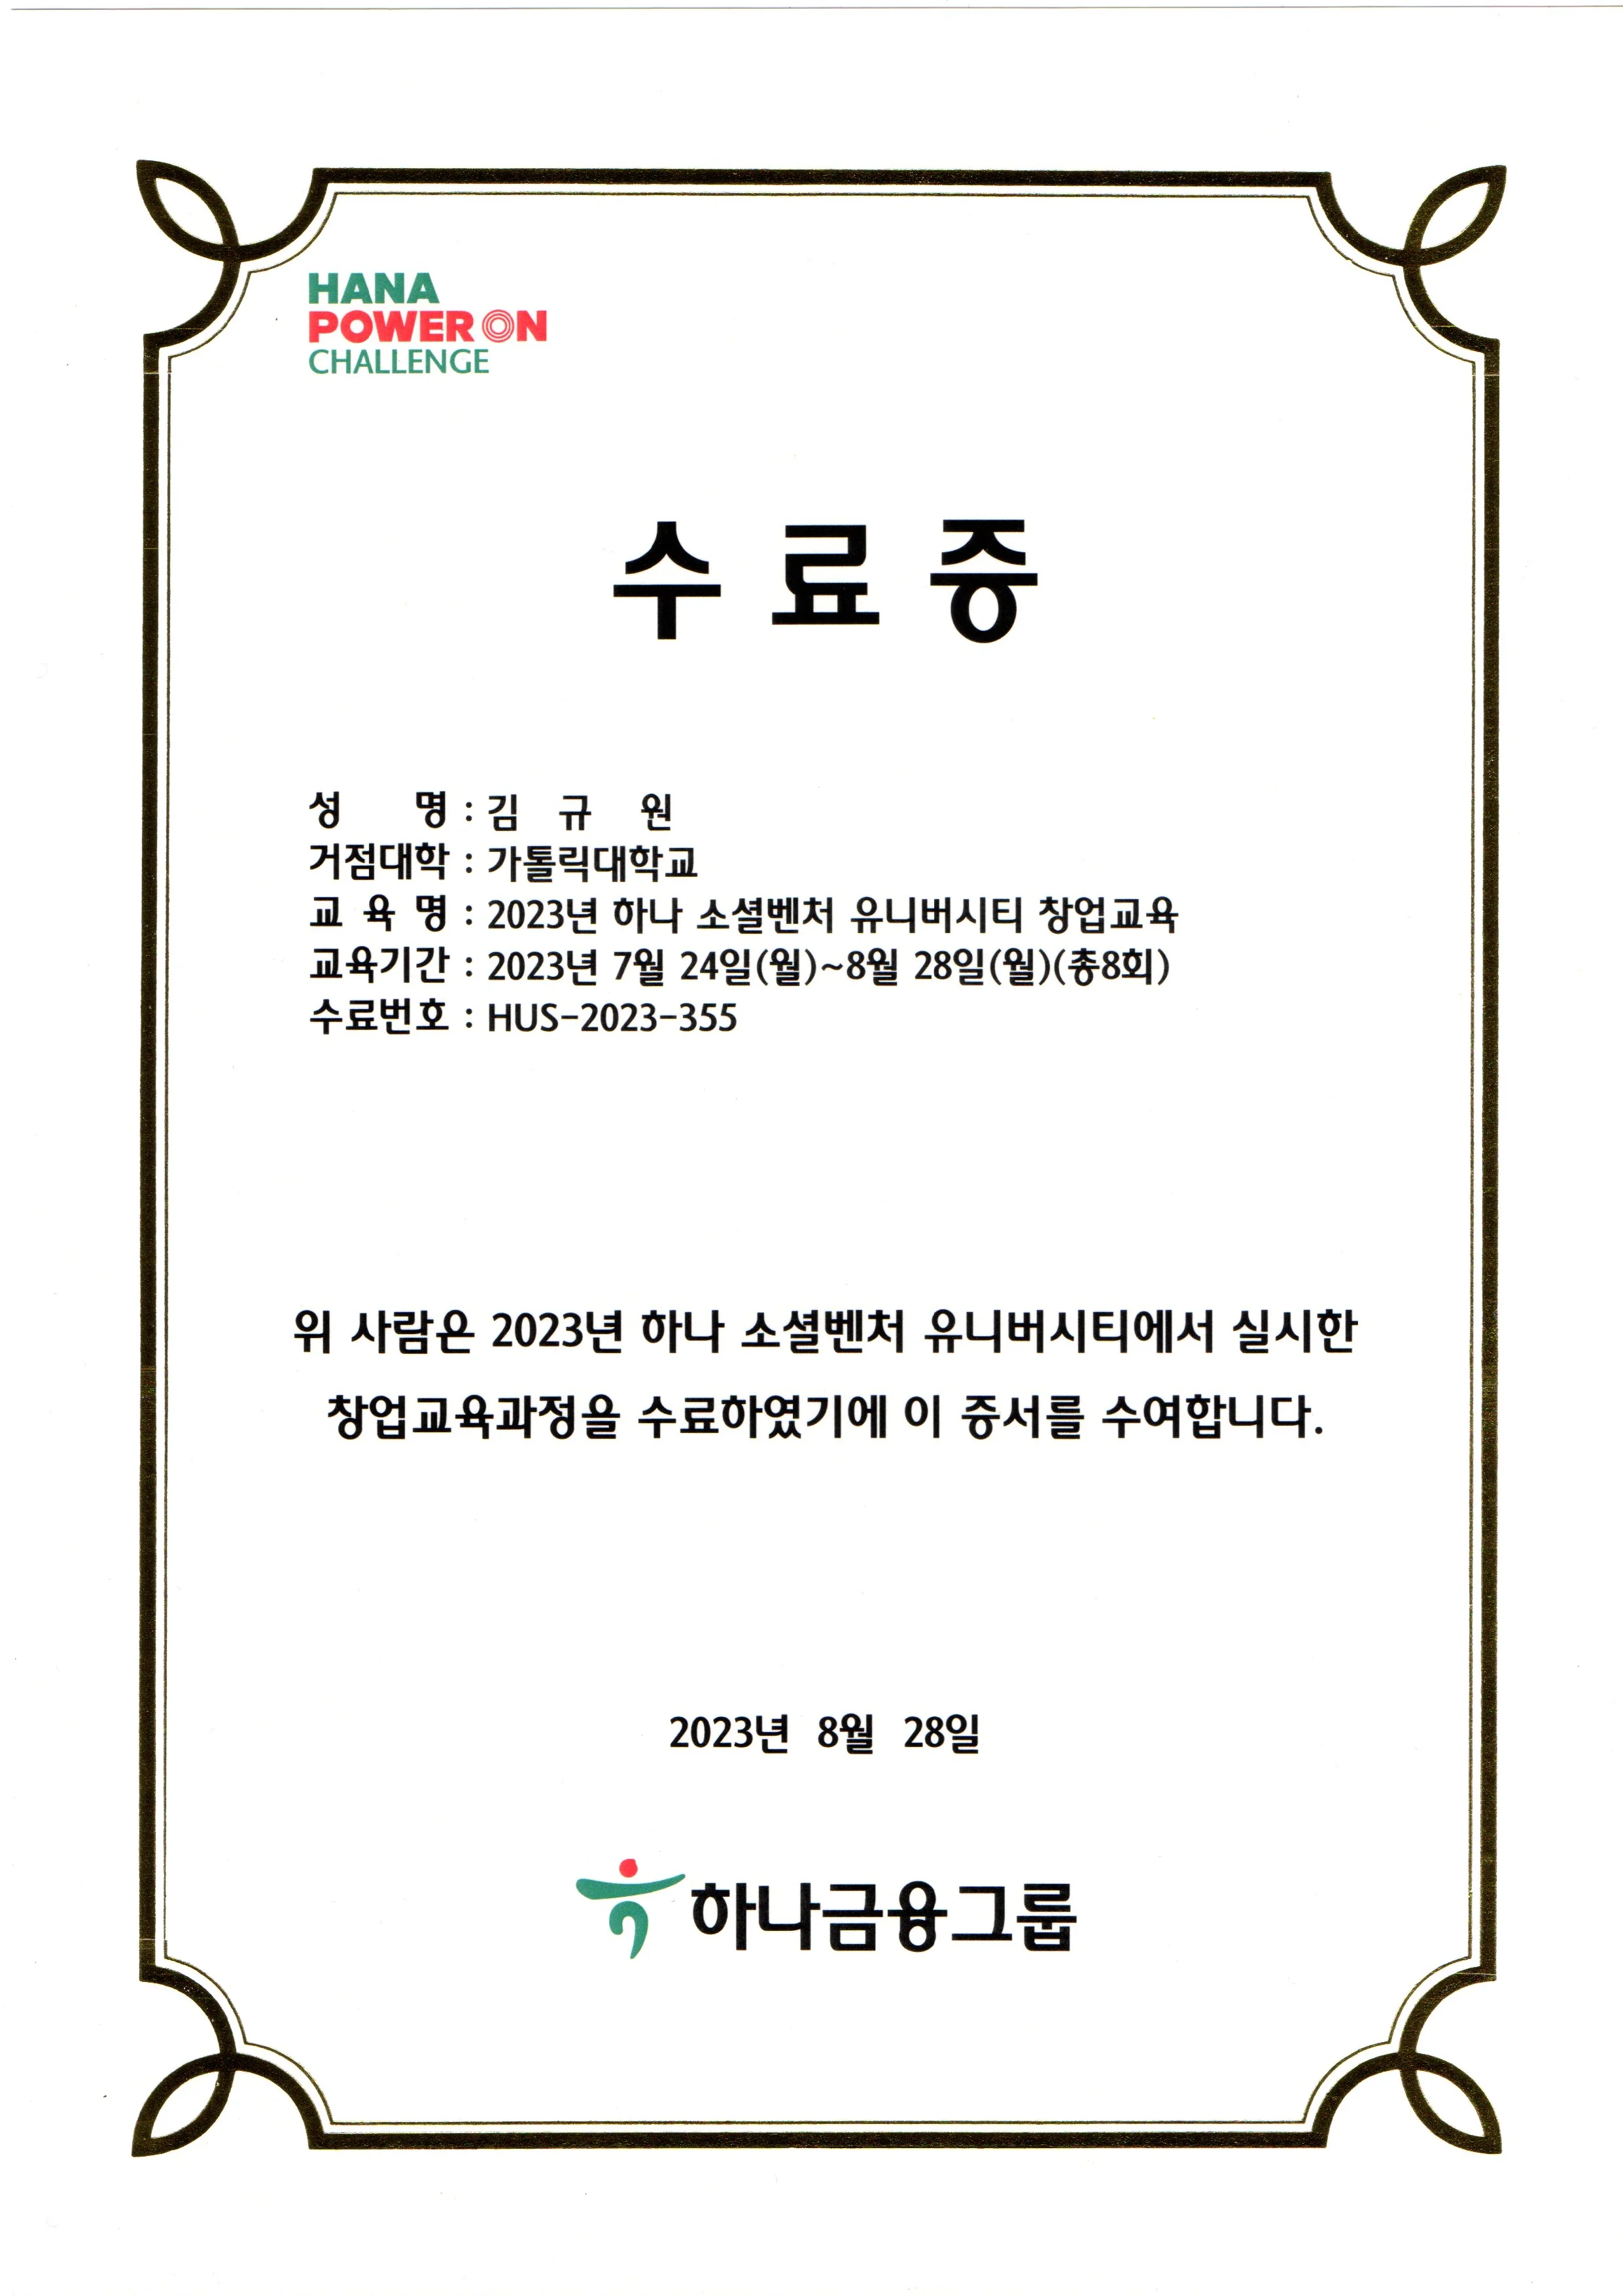 HANA
POWER ON
CHALLENGE
수 료 증
성 명 : 김 규 원
거점대학 : 가톨릭대학교
교 육 명 : 2023년 하나 소셜벤처 유니버시티 창업교육
교육기간 : 2023년 7월 24일(월)~8월 28일(월)(총8회)
수료번호 : HUS-2023-355
위 사람은 2023년 하나 소셜벤처 유니버시티에서 실시한
창업교육과정을 수료하였기에 이 증서를 수여합니다.
2023년 8월 28일
하나금융그룹